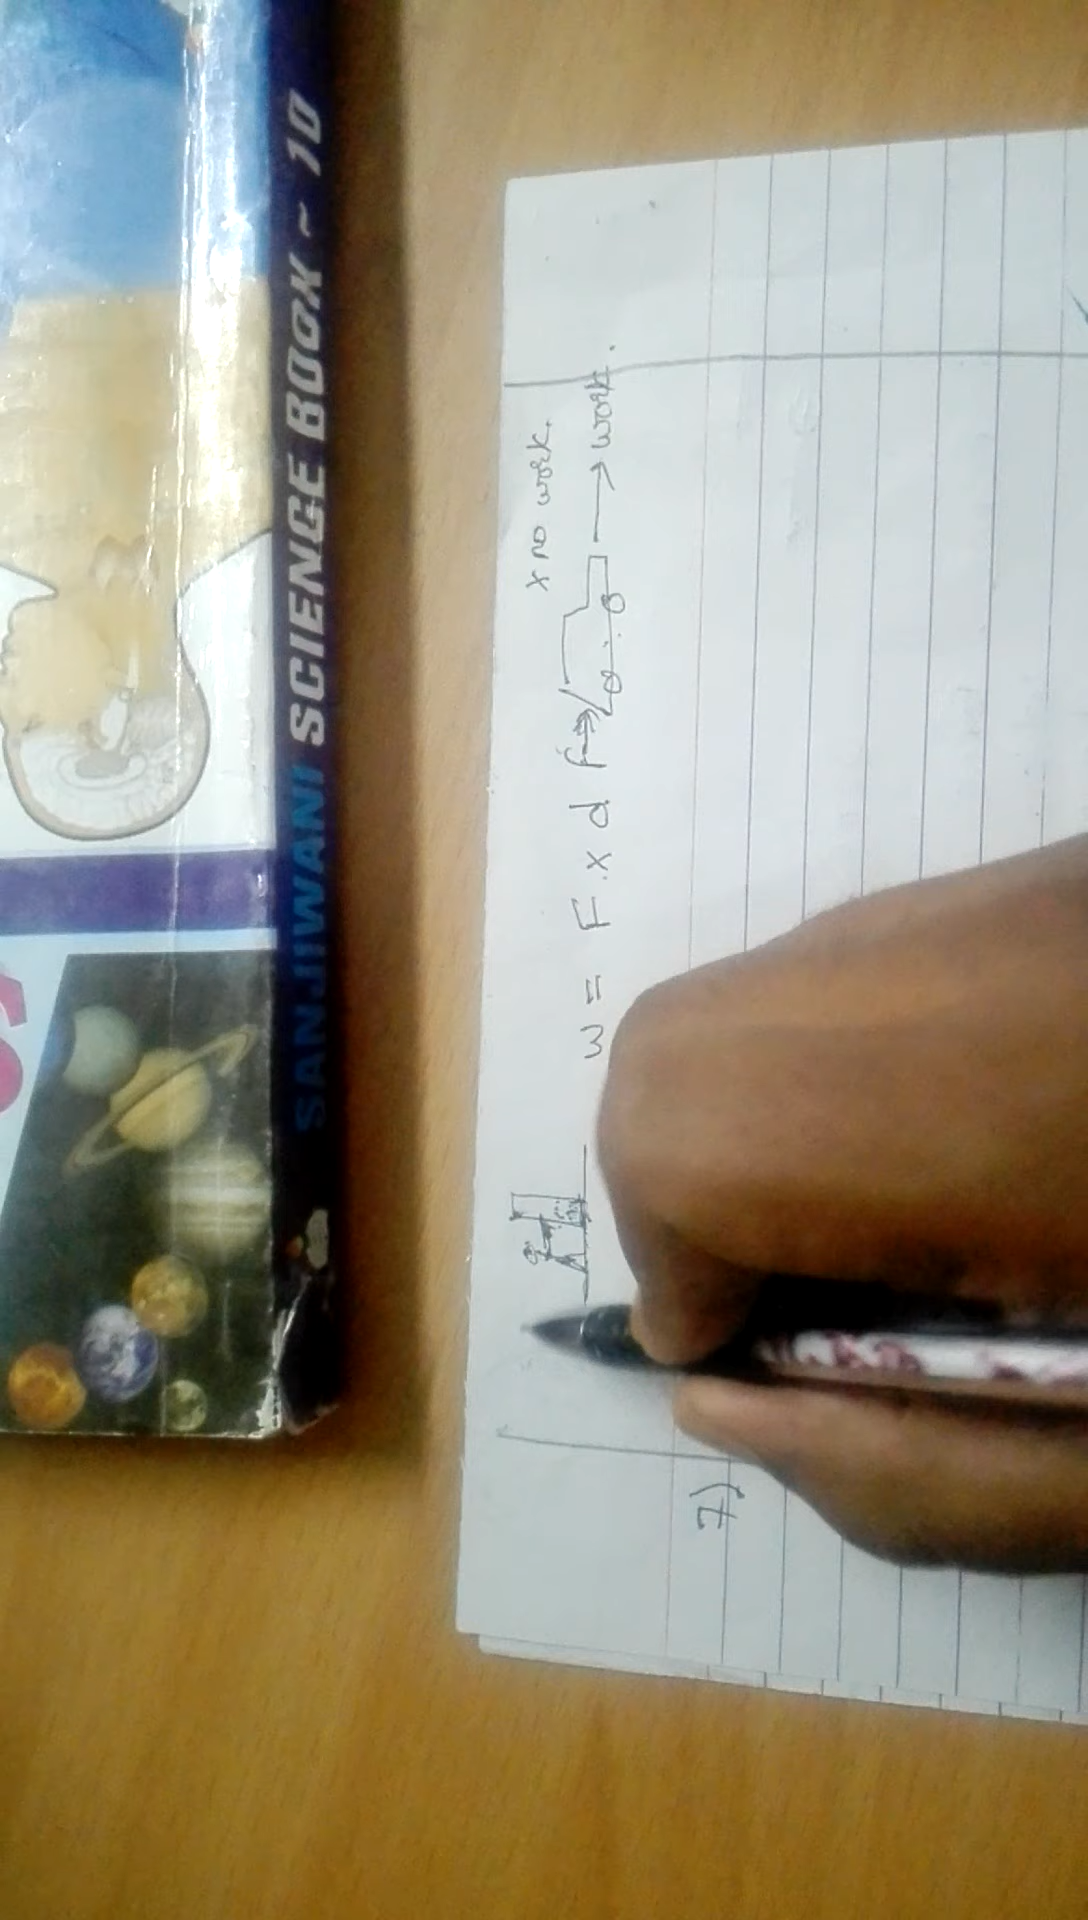 SANJIWANI SCIENCE BOOK - 10
S
x no work.
w = F. x d f → work.
7)